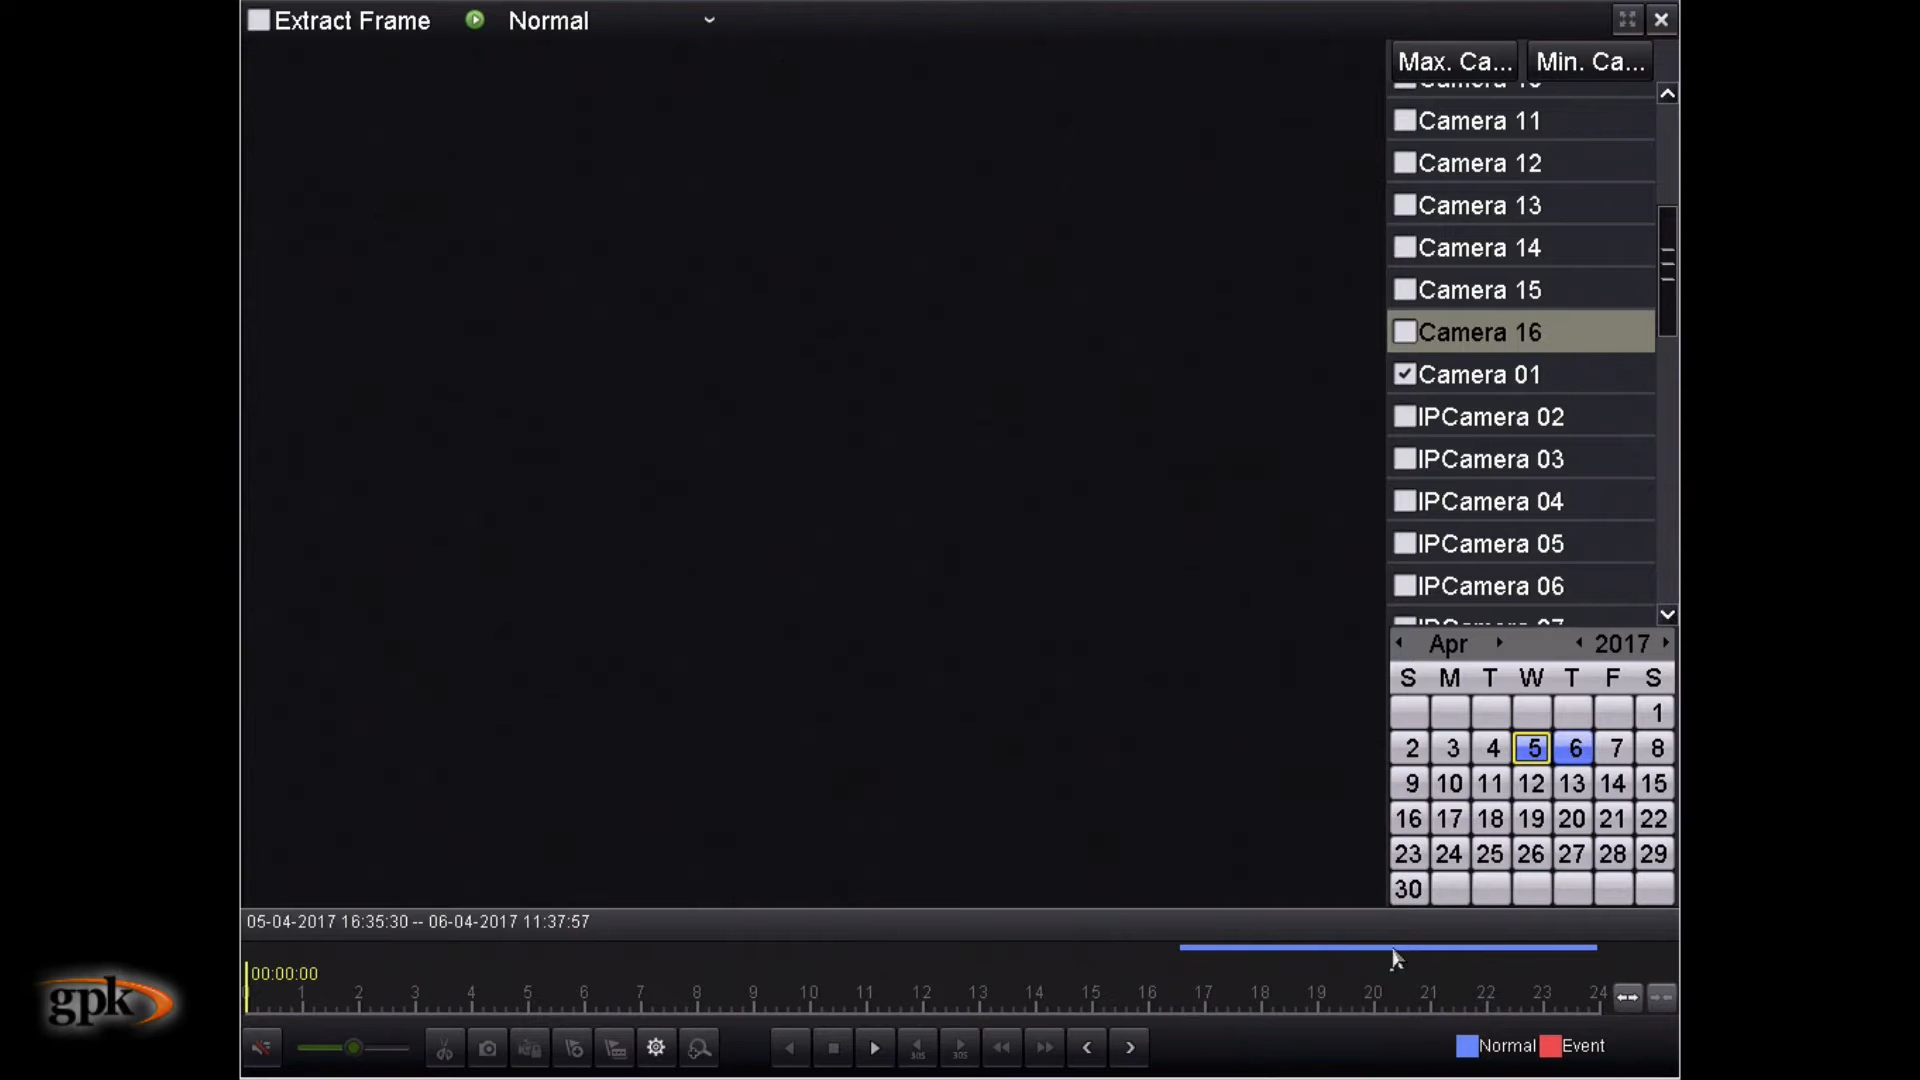 Extract Frame Normal
Max. Ca... Min. Ca...
Camera 11
Camera 12
Camera 13
Camera 14
Camera 15
Camera 16
Camera 01
IPCamera 02
IPCamera 03
IPCamera 04
IPCamera 05
IPCamera 06
Apr 2017
S M T W T F S
1
2 3 4 5 6 7 8
9 10 11 12 13 14 15
16 17 18 19 20 21 22
23 24 25 26 27 28 29
30
05-04-2017 16:35:30 -- 06-04-2017 11:37:57
00:00:00
1 2 3 4 5 6 7 8 9 10 11 12 13 14 15 16 17 18 19 20 21 22 23 24
30S 30S
Normal Event
gpk